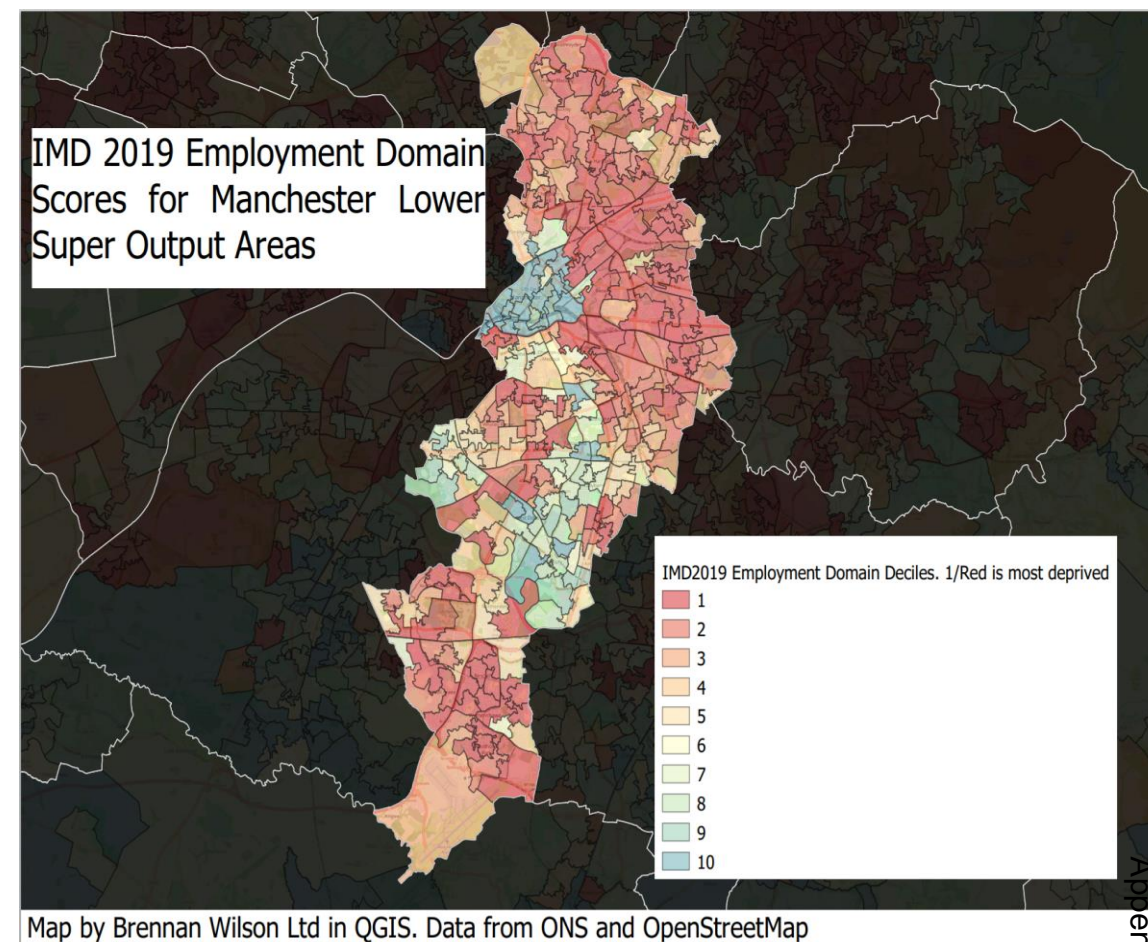 IMD 2019 Employment Domain
Scores for Manchester Lower
Super Output Areas
IMD2019 Employment Domain Deciles. 1/Red is most deprived
1
2
3
4
5
6
7
8
9
10
Map by Brennan Wilson Ltd in QGIS. Data from ONS and OpenStreetMap